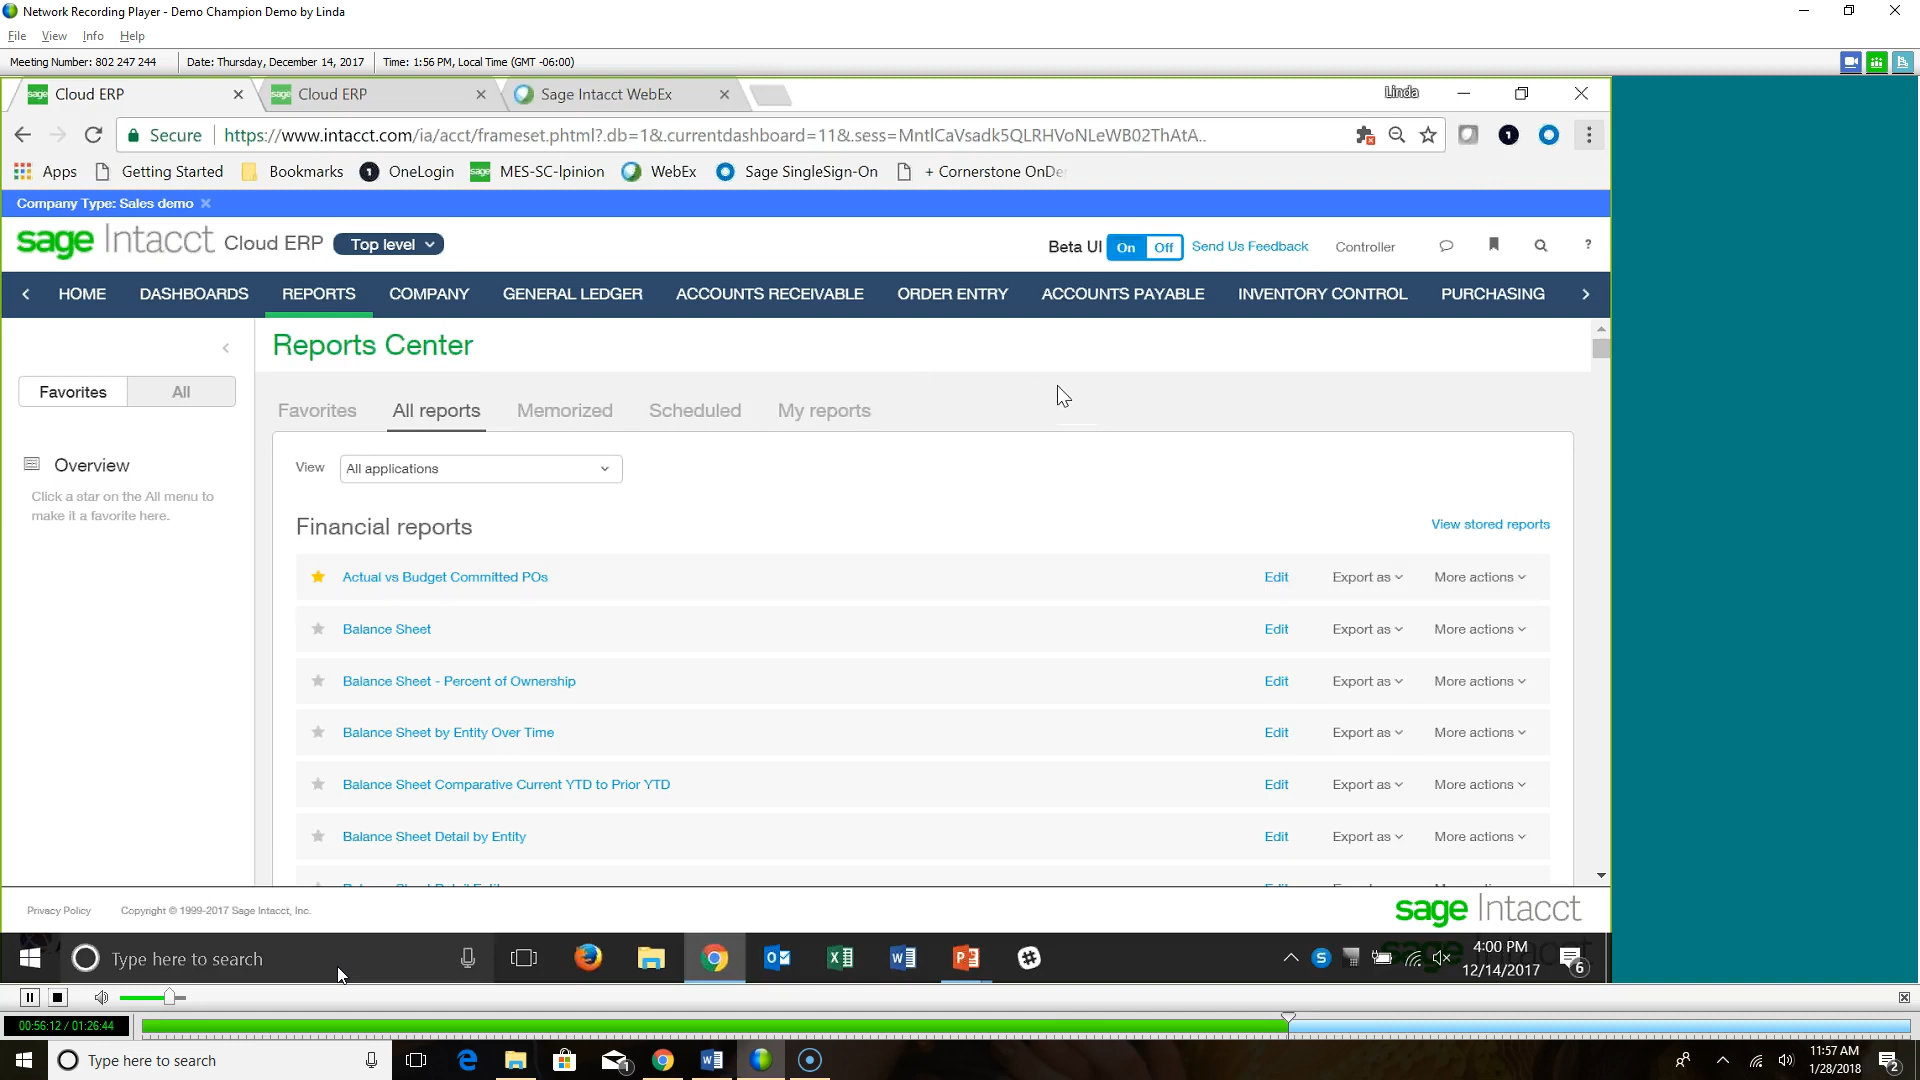 Network Recording Player - Demo Champion Demo by Linda
File View Info Help
Meeting Number: 802 247 244 Date: Thursday, December 14, 2017 Time: 1:56 PM, Local Time (GMT -06:00)
sage Cloud ERP sage Cloud ERP Sage Intacct WebEx Linda
Secure https://www.intacct.com/ia/acct/frameset.phtml?.db=1&.currentdashboard=11&.sess=MntlCaVsadk5QLRHVoNLeWB02ThAtA..
Apps Getting Started Bookmarks OneLogin sage MES-SC-Ipinion WebEx Sage SingleSign-On + Cornerstone OnDe
Company Type: Sales demo
sage Intacct Cloud ERP Top level Beta UI On Off Send Us Feedback Controller ?
HOME DASHBOARDS REPORTS COMPANY GENERAL LEDGER ACCOUNTS RECEIVABLE ORDER ENTRY ACCOUNTS PAYABLE INVENTORY CONTROL PURCHASING
Reports Center
Favorites All
Favorites All reports Memorized Scheduled My reports
Overview
Click a star on the All menu to
make it a favorite here.
View All applications
Financial reports View stored reports
Actual vs Budget Committed POs Edit Export as More actions
Balance Sheet Edit Export as More actions
Balance Sheet - Percent of Ownership Edit Export as More actions
Balance Sheet by Entity Over Time Edit Export as More actions
Balance Sheet Comparative Current YTD to Prior YTD Edit Export as More actions
Balance Sheet Detail by Entity Edit Export as More actions
Privacy Policy Copyright © 1999-2017 Sage Intacct, Inc. sage Intacct
Type here to search 4:00 PM
12/14/2017 6
00:56:12 / 01:26:44
Type here to search 1 11:57 AM
1/28/2018 2